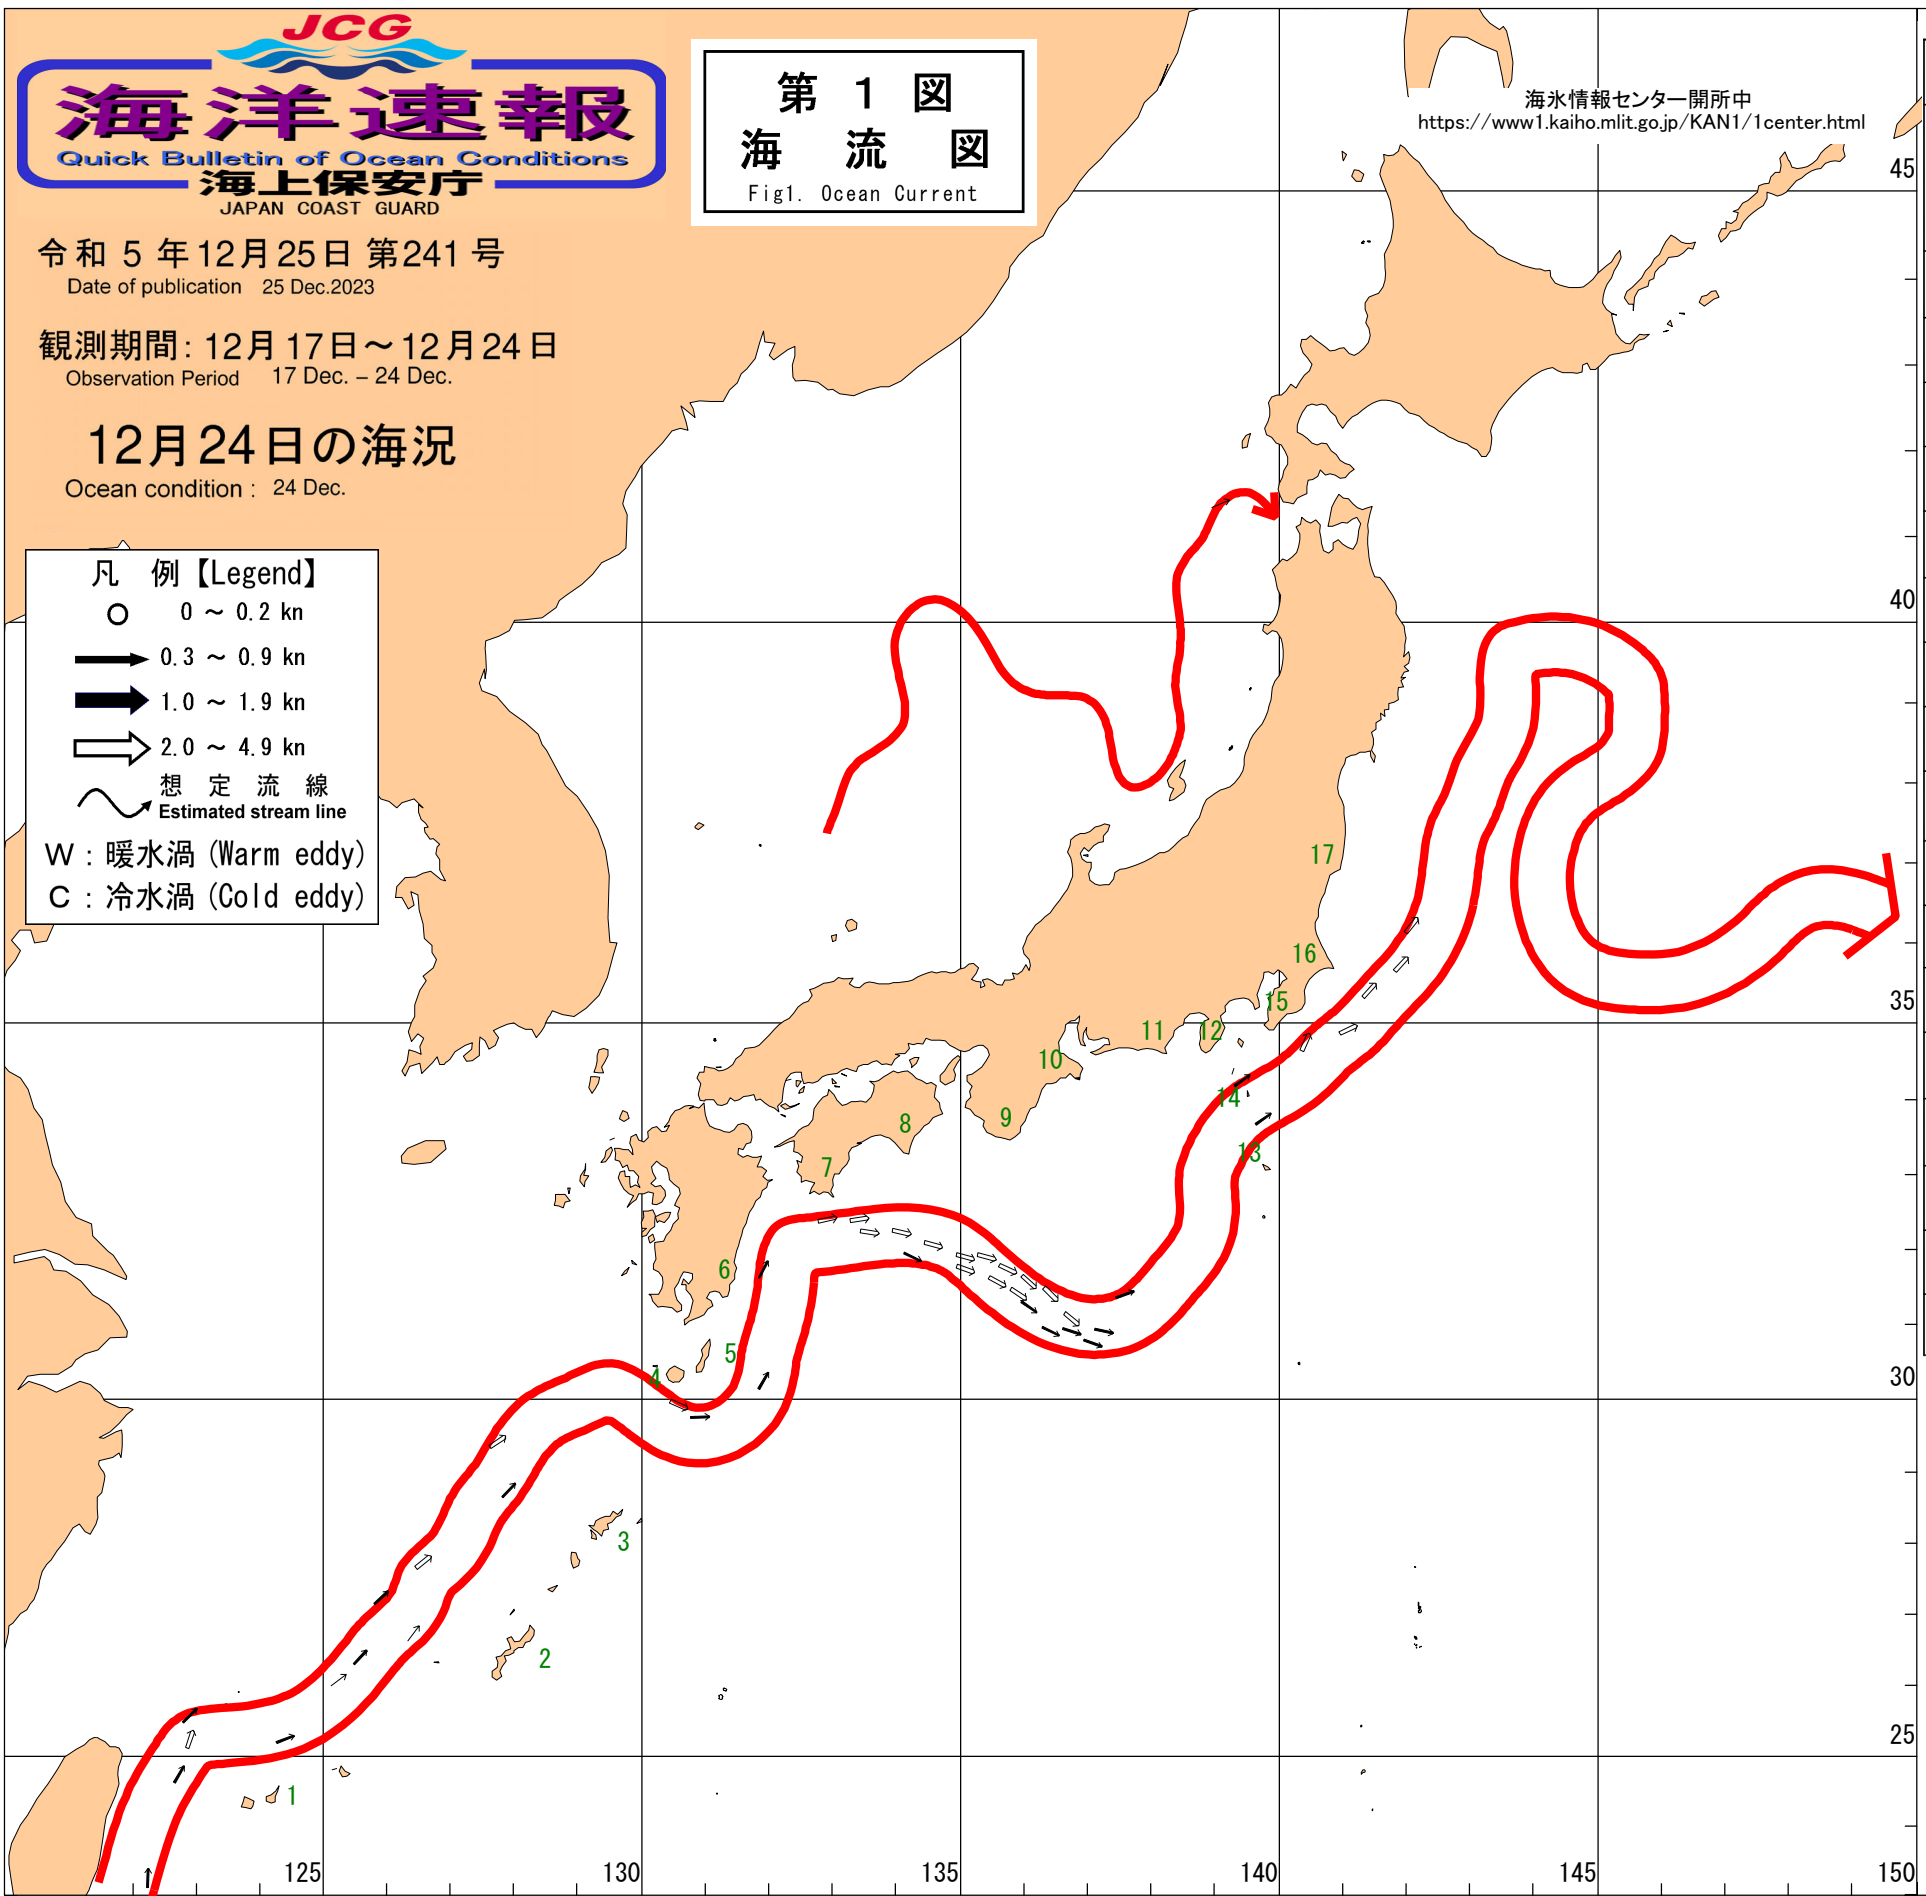 JCG
海洋速報
Quick Bulletin of Ocean Conditions
海上保安庁
JAPAN COAST GUARD
令和 5 年12月25日 第241号
Date of publication 25 Dec.2023
観測期間: 12月17日～12月24日
Observation Period 17 Dec. – 24 Dec.
12月24日の海況
Ocean condition : 24 Dec.
第 1 図
海 流 図
Fig1. Ocean Current
海氷情報センター開所中
https://www1.kaiho.mlit.go.jp/KAN1/1center.html
凡 例【Legend】
0 ～ 0.2 kn
0.3 ～ 0.9 kn
1.0 ～ 1.9 kn
2.0 ～ 4.9 kn
想 定 流 線
Estimated stream line
W : 暖水渦 (Warm eddy)
C : 冷水渦 (Cold eddy)
45
40
17
16
35
15
12
11
10
14
9
8
13
7
6
5
4
30
3
2
25
1
125
130
135
140
145
150